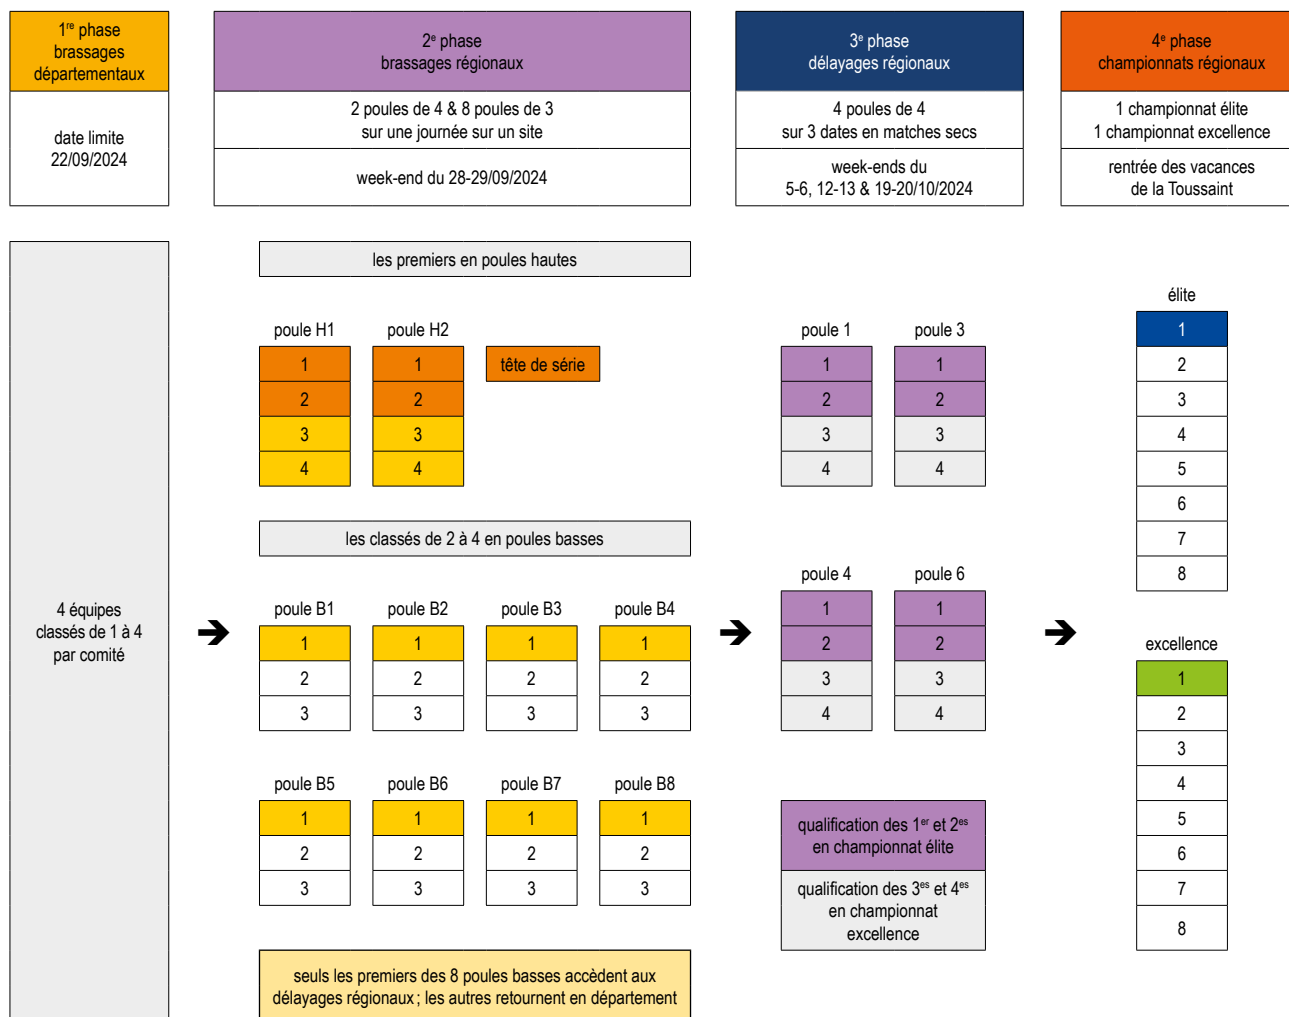 1re phase
brassages
départementaux
date limite
22/09/2024
2e phase
brassages régionaux
2 poules de 4 & 8 poules de 3
sur une journée sur un site
week-end du 28-29/09/2024
3e phase
délayages régionaux
4 poules de 4
sur 3 dates en matches secs
week-ends du
5-6, 12-13 & 19-20/10/2024
4e phase
championnats régionaux
1 championnat élite
1 championnat excellence
rentrée des vacances
de la Toussaint
4 équipes
classés de 1 à 4
par comité
➔
les premiers en poules hautes
poule H1 poule H2
1 1 tête de série
2 2
3 3
4 4
les classés de 2 à 4 en poules basses
poule B1 poule B2 poule B3 poule B4
1 1 1 1
2 2 2 2
3 3 3 3
poule B5 poule B6 poule B7 poule B8
1 1 1 1
2 2 2 2
3 3 3 3
seuls les premiers des 8 poules basses accèdent aux
délayages régionaux ; les autres retournent en département
➔
poule 1 poule 3
1 1
2 2
3 3
4 4
poule 4 poule 6
1 1
2 2
3 3
4 4
qualification des 1er et 2es
en championnat élite
qualification des 3es et 4es
en championnat
excellence
➔
élite
1
2
3
4
5
6
7
8
excellence
1
2
3
4
5
6
7
8